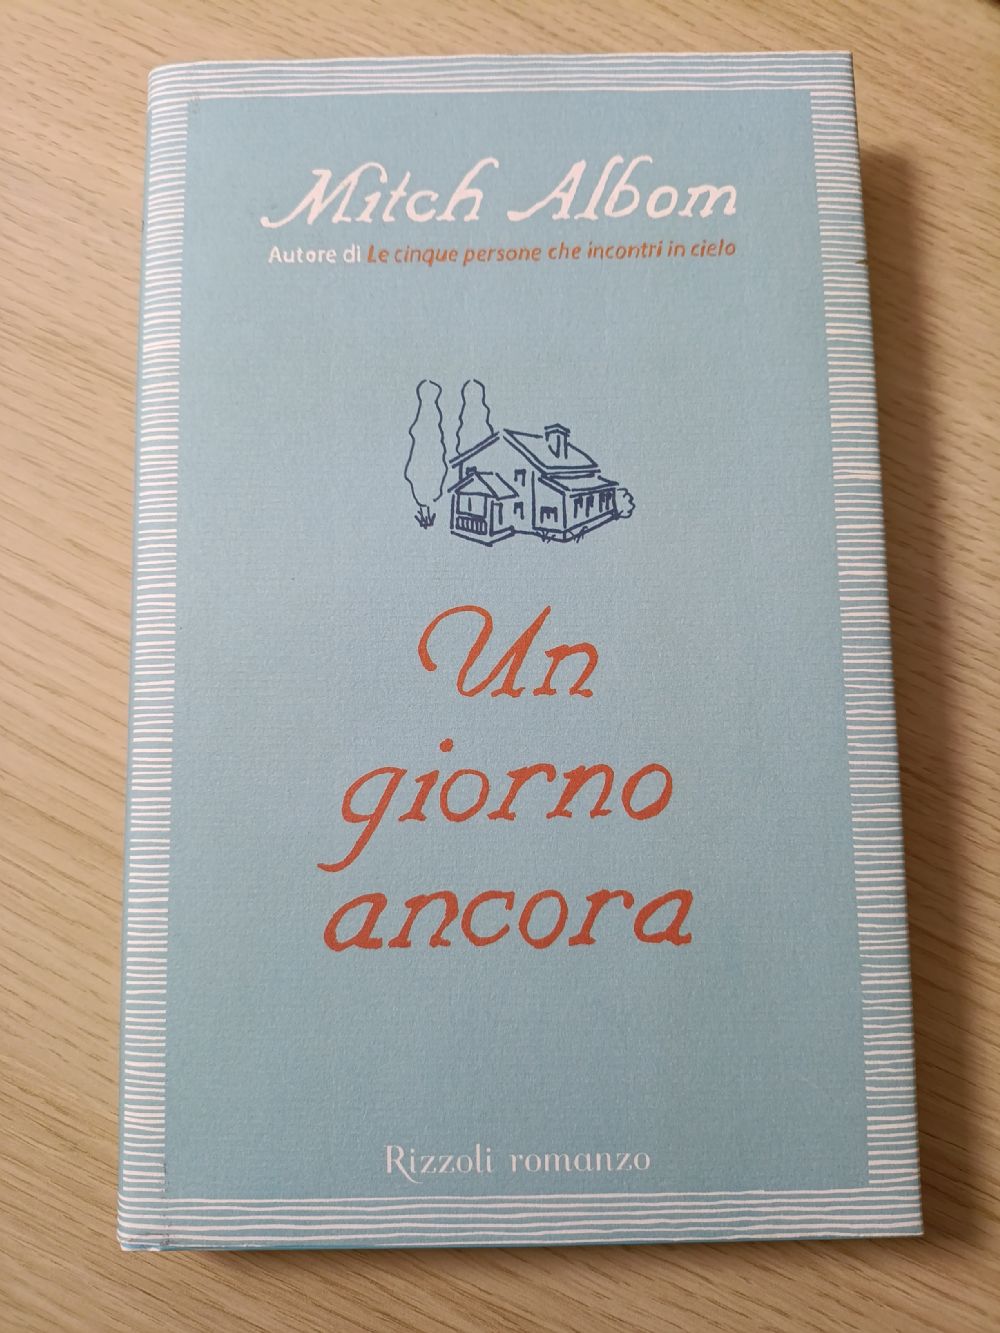 Mitch Albom
Autore di Le cinque persone che incontri in cielo
Un
giorno
ancora
Rizzoli romanzo